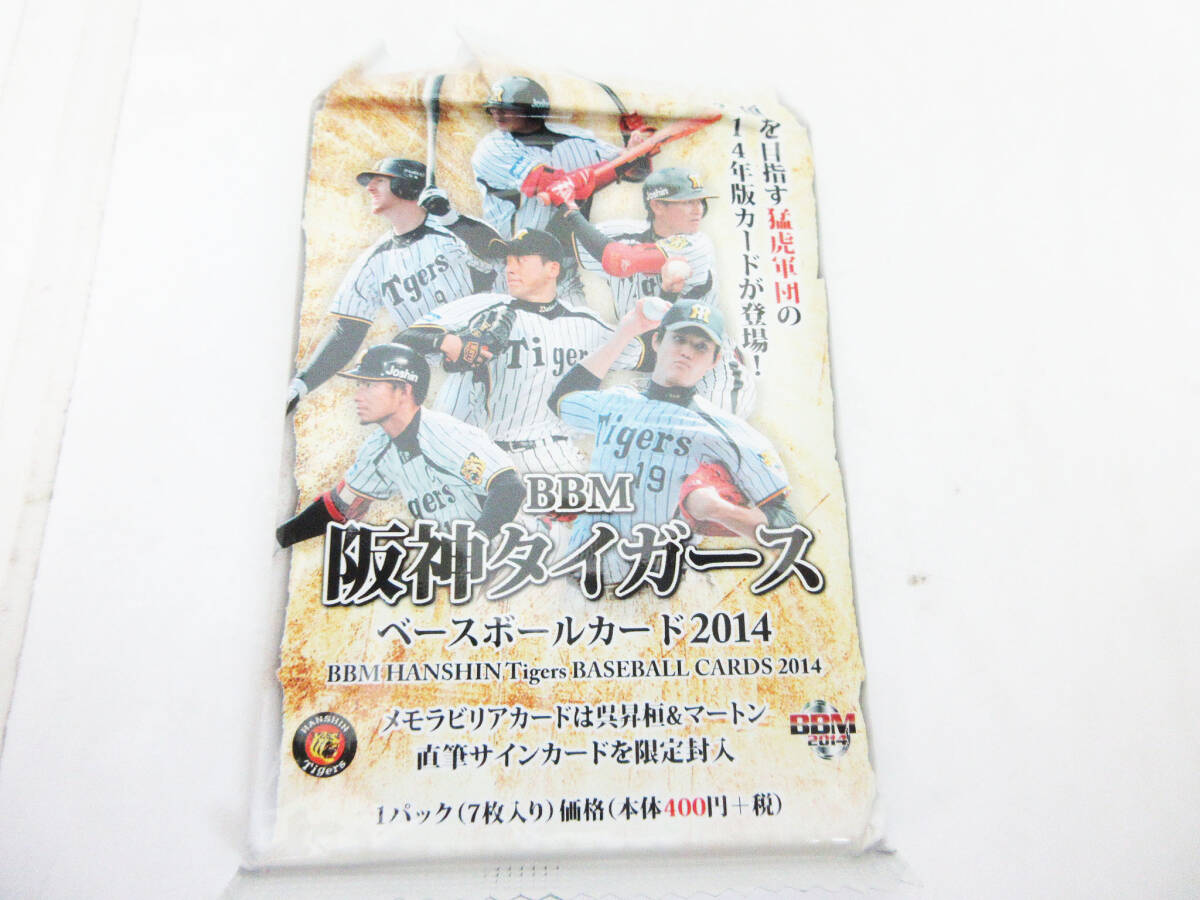 を目指す猛虎軍団の
14年版カードが登場!
Joshin
Joshin
Tigers
9
Tigers
Joshin
Tigers
19
BBM
阪神タイガース
ベースボールカード2014
BBM HANSHIN Tigers BASEBALL CARDS 2014
メモラビリアカードは呉昇桓&マートン
直筆サインカードを限定封入
HANSHIN
Tigers
BBM
2014
1パック(7枚入り)価格(本体400円+税)